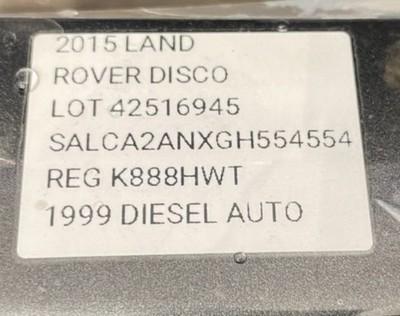 2015 LAND
ROVER DISCO
LOT 42516945
SALCA2ANXGH554554
REG K888HWT
1999 DIESEL AUTO